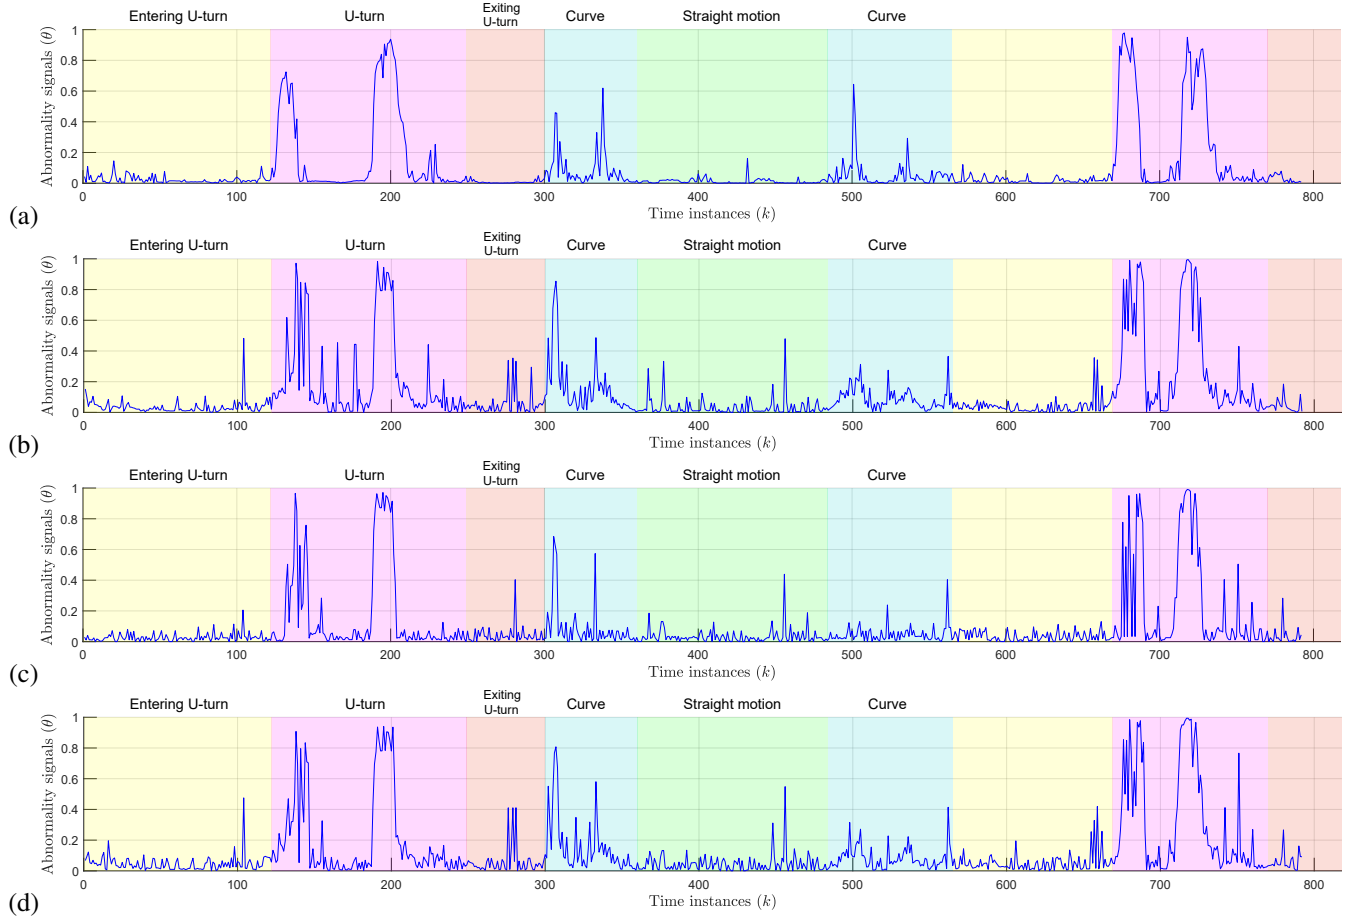 Entering U-turn U-turn Exiting U-turn Curve Straight motion Curve
Abnormality signals (θ)
1
0.8
0.6
0.4
0.2
0
0 100 200 300 400 500 600 700 800
Time instances (k)
(a)
Entering U-turn U-turn Exiting U-turn Curve Straight motion Curve
Abnormality signals (θ)
1
0.8
0.6
0.4
0.2
0
0 100 200 300 400 500 600 700 800
Time instances (k)
(b)
Entering U-turn U-turn Exiting U-turn Curve Straight motion Curve
Abnormality signals (θ)
1
0.8
0.6
0.4
0.2
0
0 100 200 300 400 500 600 700 800
Time instances (k)
(c)
Entering U-turn U-turn Exiting U-turn Curve Straight motion Curve
Abnormality signals (θ)
1
0.8
0.6
0.4
0.2
0
0 100 200 300 400 500 600 700 800
Time instances (k)
(d)